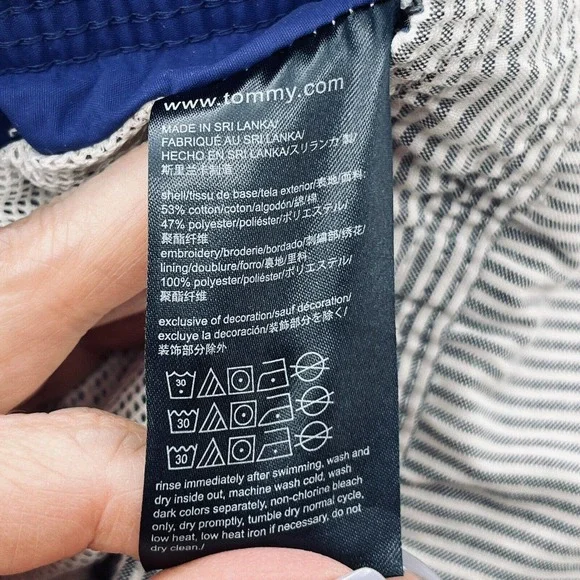 www.tommy.com
MADE IN SRI LANKA/
FABRIQUÉ AU SRI LANKA/
HECHO EN SRI LANKA/スリランカ 製/
斯里兰卡制造
shell/tissu de base/tela exterior/表地/面料:
53% cotton/coton/algodón/綿/棉
47% polyester/poliéster/ポリエステル/
聚酯纤维
embroidery/broderie/bordado/刺繍部/绣花/
lining/doublure/forro/裏地/里料
100% polyester/poliéster/ポリエステル/
聚酯纤维
exclusive of decoration/sauf décoration/
excluye la decoración/装飾部分を除く/
装饰部分除外
30
30
30
rinse immediately after swimming, wash and
dry inside out, machine wash cold, wash
dark colors separately, non-chlorine bleach
only, dry promptly, tumble dry normal cycle,
low heat, low heat iron if necessary, do not
dry clean./